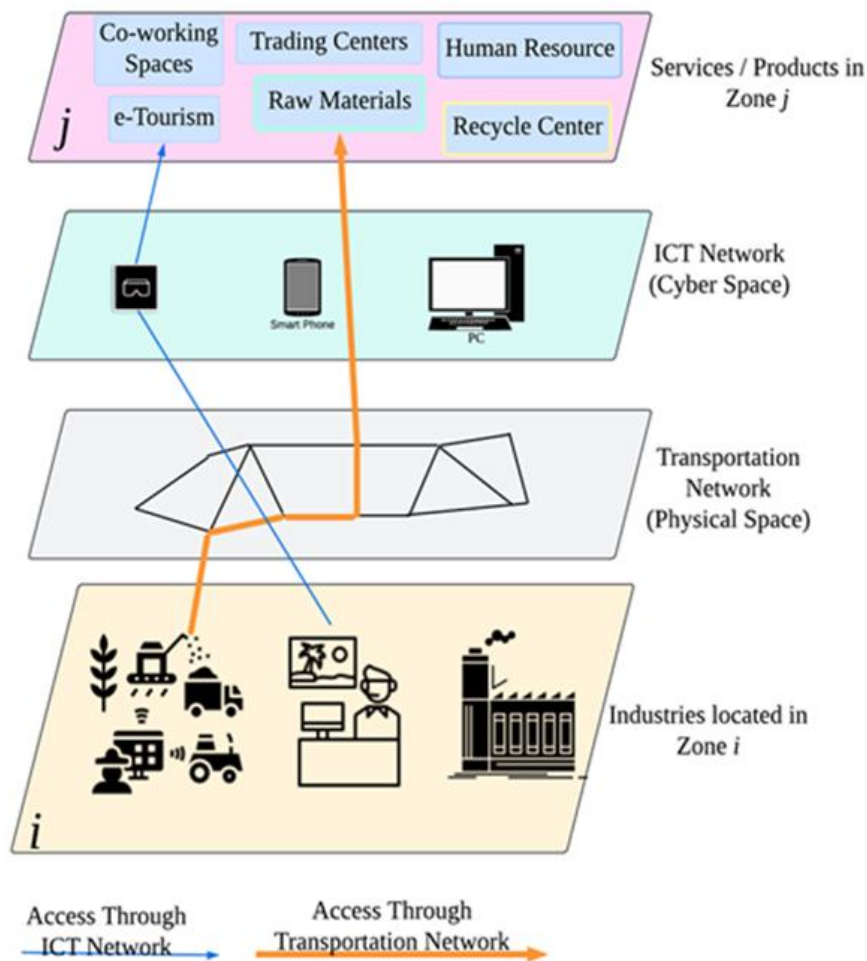 Co-working
Spaces
Trading Centers
Human Resource
e-Tourism
Raw Materials
Recycle Center
j
Services / Products in
Zone j
ICT Network
(Cyber Space)
Smart Phone
PC
Transportation
Network
(Physical Space)
Industries located in
Zone i
i
Access Through
ICT Network
Access Through
Transportation Network